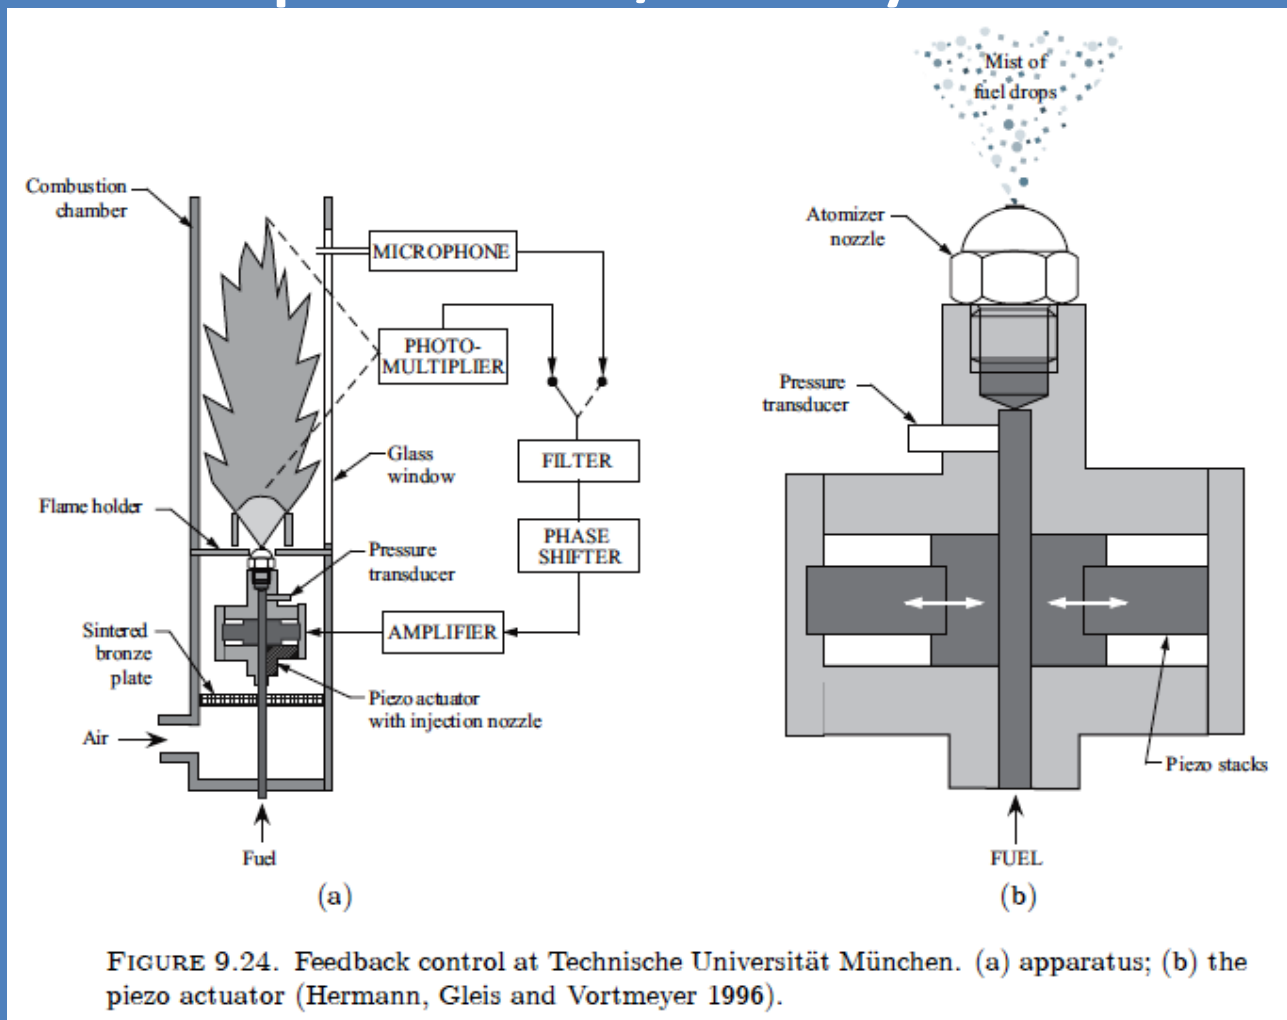 Combustion
chamber
MICROPHONE
PHOTO-
MULTIPLIER
Glass
window
FILTER
Flame holder
PHASE
SHIFTER
Pressure
transducer
AMPLIFIER
Sintered
bronze
plate
Piezo actuator
with injection nozzle
Air
Fuel
(a)
Mist of
fuel drops
Atomizer
nozzle
Pressure
transducer
Piezo stacks
FUEL
(b)
FIGURE 9.24. Feedback control at Technische Universität München. (a) apparatus; (b) the
piezo actuator (Hermann, Gleis and Vortmeyer 1996).